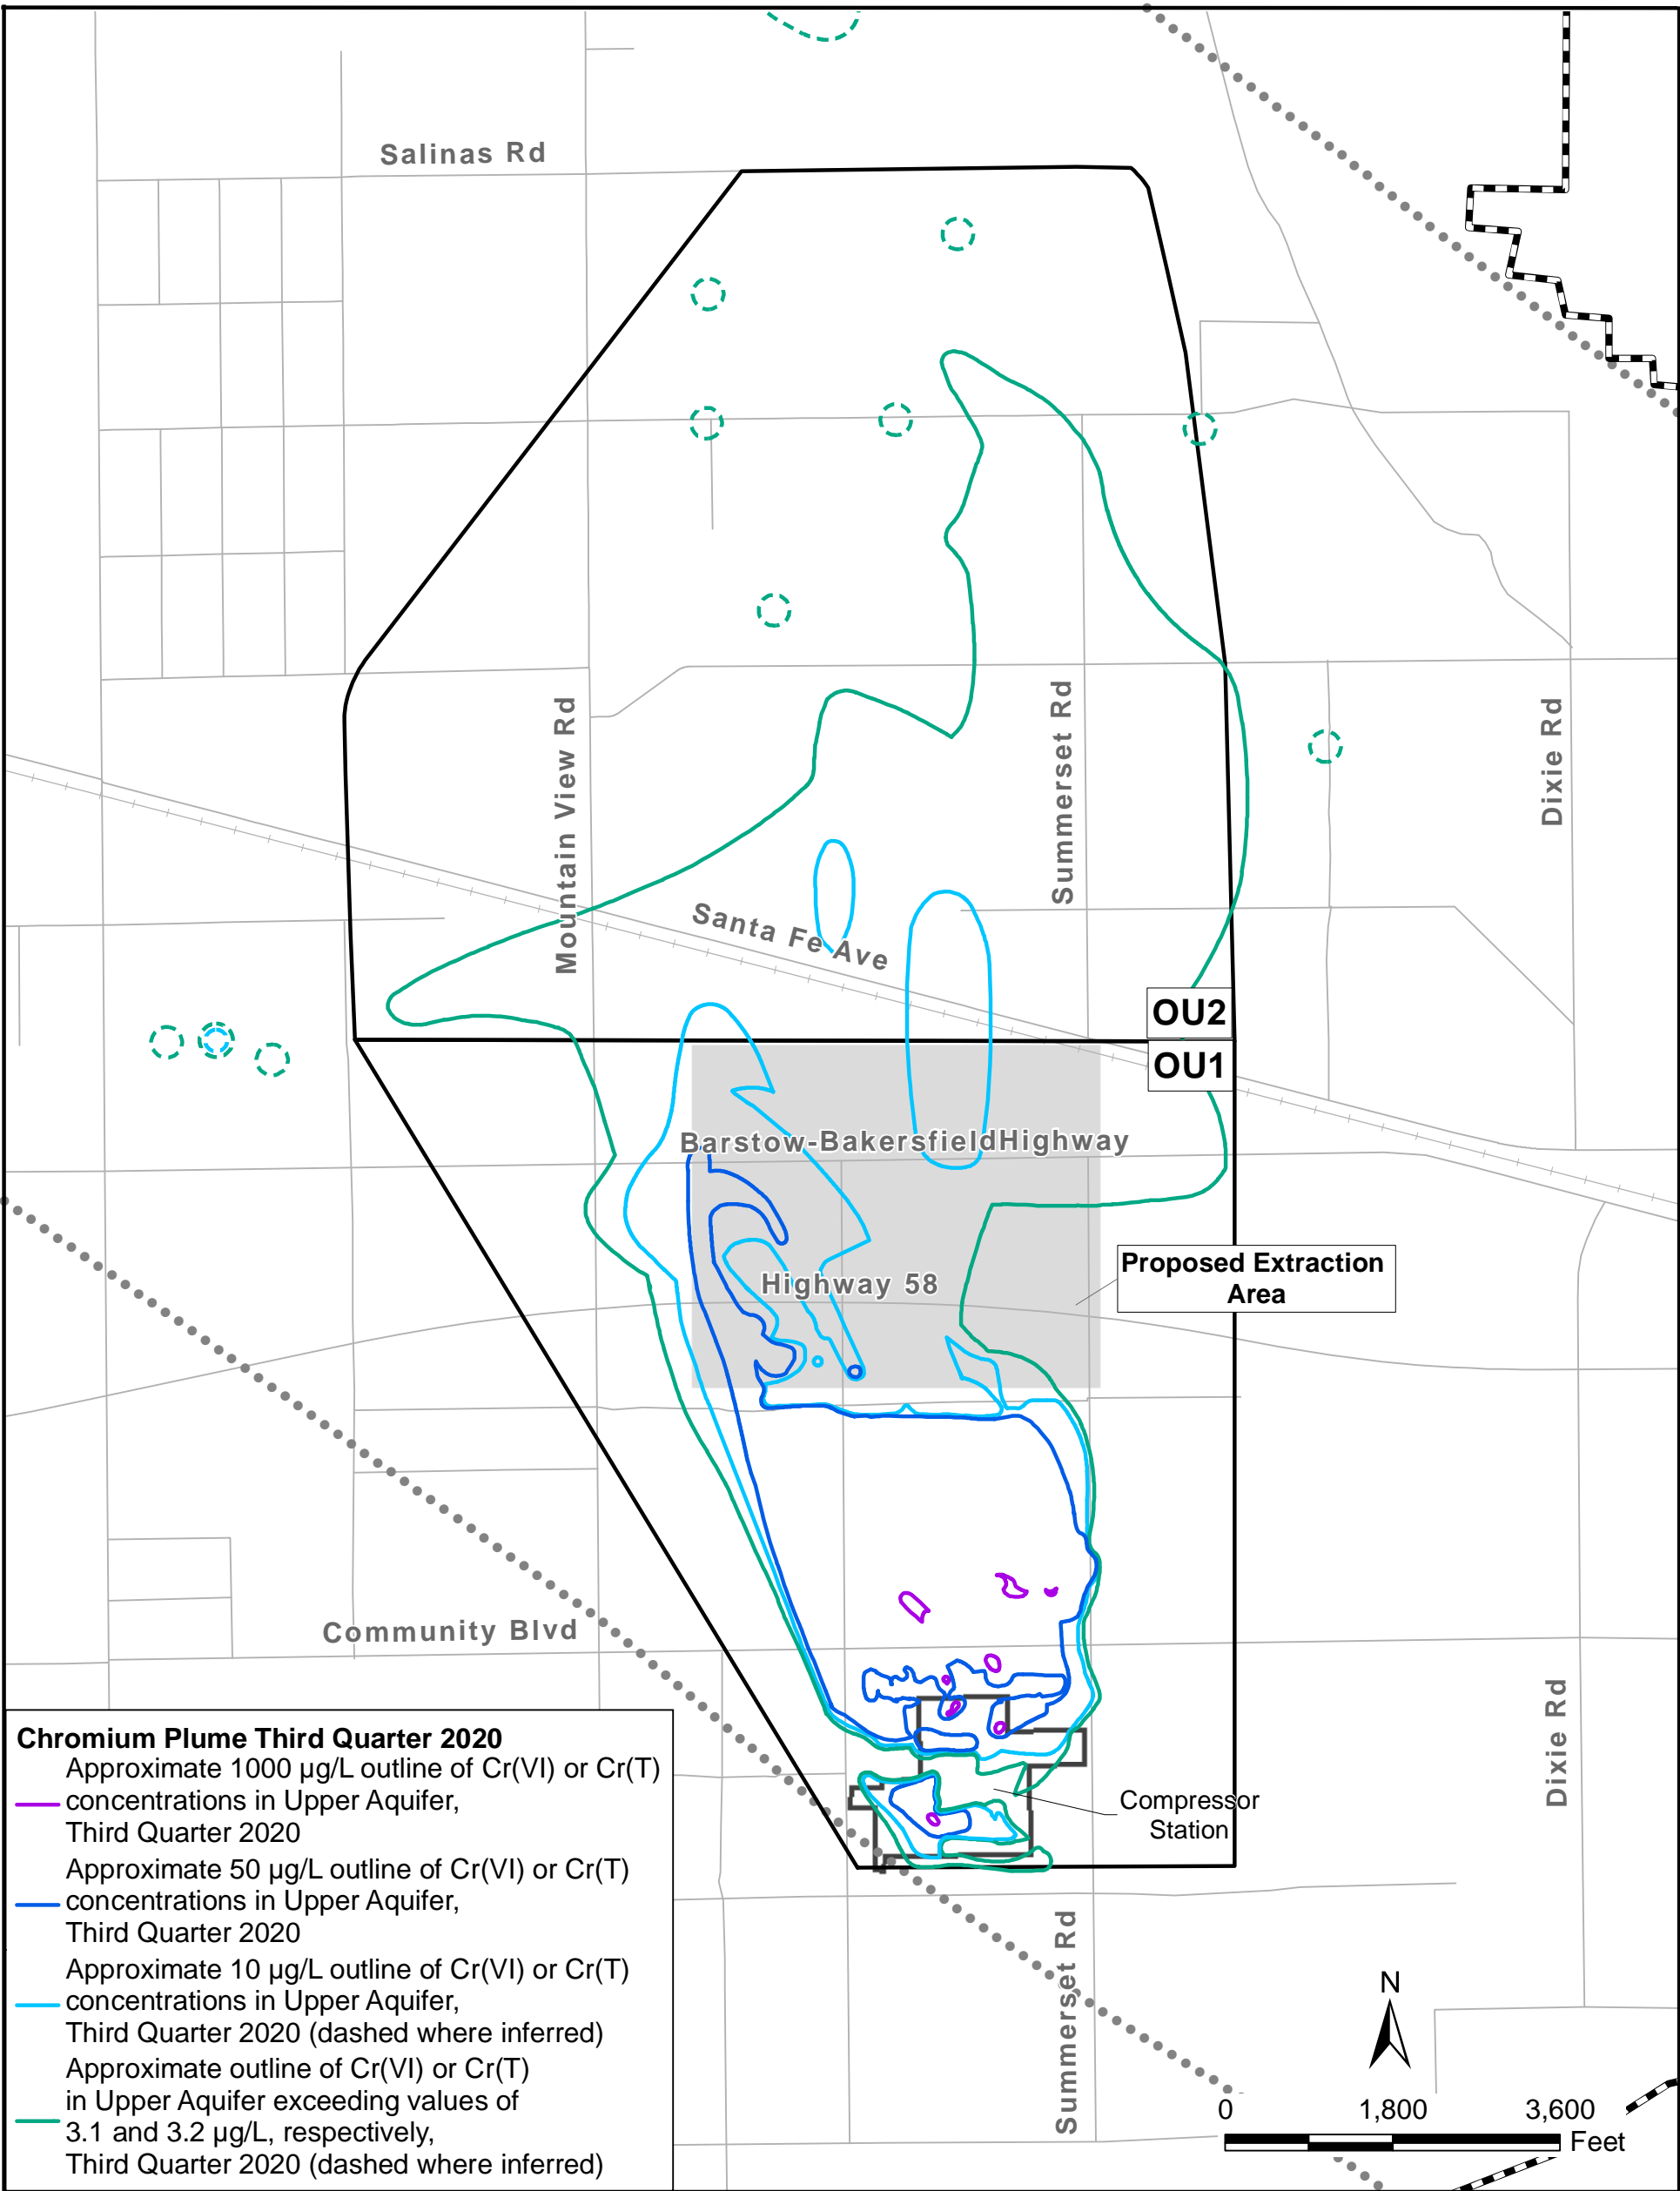 Salinas Rd
Mountain View Rd
Summerset Rd
Dixie Rd
Santa Fe Ave
OU2
OU1
Barstow-BakersfieldHighway
Proposed Extraction
Area
Highway 58
Community Blvd
Dixie Rd
Chromium Plume Third Quarter 2020
Approximate 1000 µg/L outline of Cr(VI) or Cr(T)
concentrations in Upper Aquifer,
Third Quarter 2020
Approximate 50 µg/L outline of Cr(VI) or Cr(T)
concentrations in Upper Aquifer,
Third Quarter 2020
Approximate 10 µg/L outline of Cr(VI) or Cr(T)
concentrations in Upper Aquifer,
Third Quarter 2020 (dashed where inferred)
Approximate outline of Cr(VI) or Cr(T)
in Upper Aquifer exceeding values of
3.1 and 3.2 µg/L, respectively,
Third Quarter 2020 (dashed where inferred)
Compressor
Station
Summerset Rd
N
0 1,800 3,600
Feet